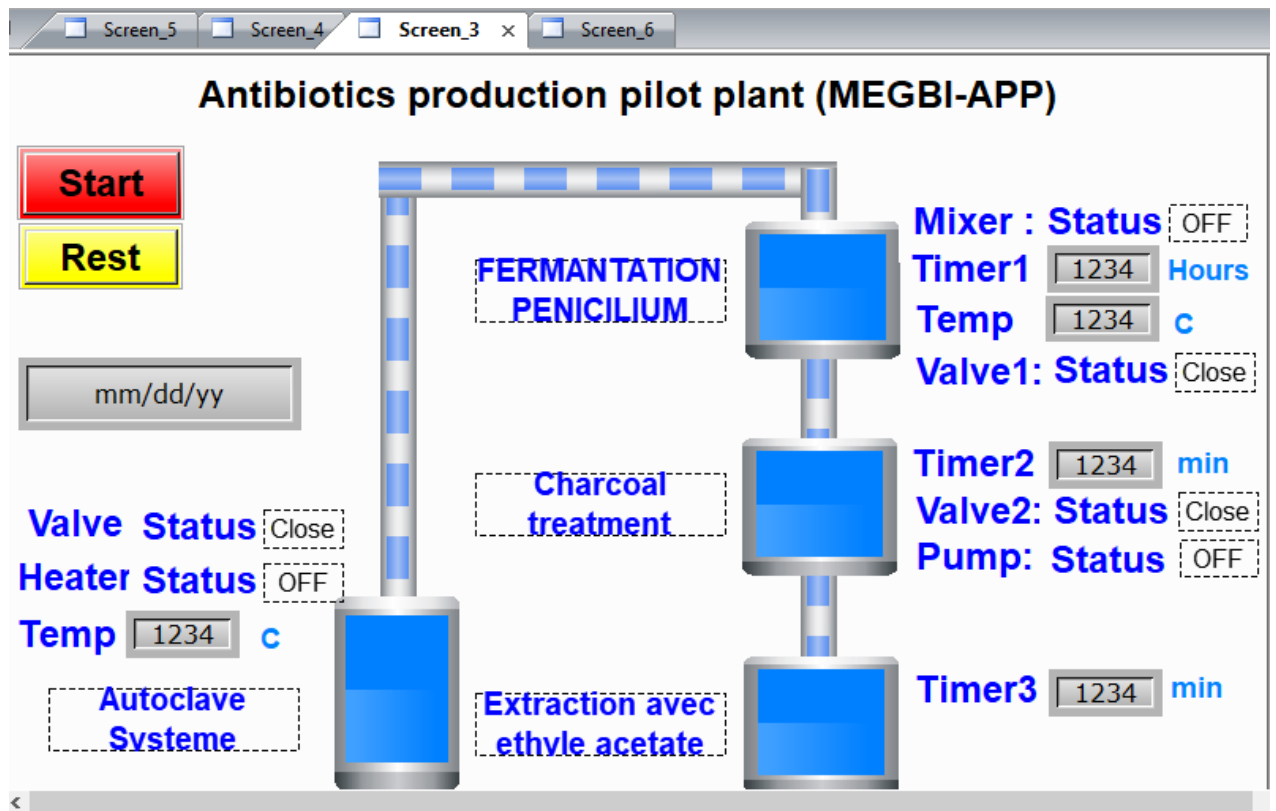 Screen_5 Screen_4 Screen_3 Screen_6
Antibiotics production pilot plant (MEGBI-APP)
Start
Rest
mm/dd/yy
Valve Status Close
Heater Status OFF
Temp 1234 C
Autoclave
Systeme
FERMANTATION
PENICILIUM
Charcoal
treatment
Extraction avec
ethyle acetate
Mixer : Status OFF
Timer1 1234 Hours
Temp 1234 C
Valve1: Status Close
Timer2 1234 min
Valve2: Status Close
Pump: Status OFF
Timer3 1234 min